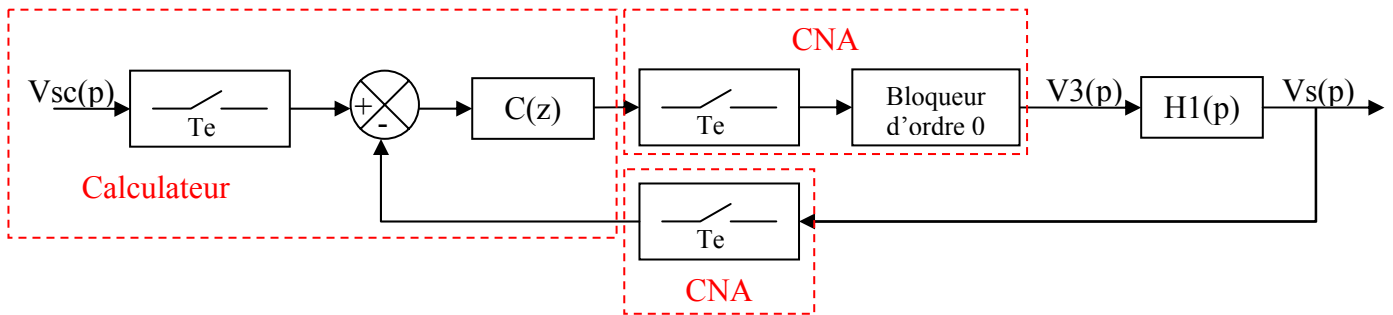 CNA
Vsc(p)
Te
+
-
C(z)
Te
Bloqueur
d'ordre 0
V3(p)
H1(p)
Vs(p)
Calculateur
Te
CNA